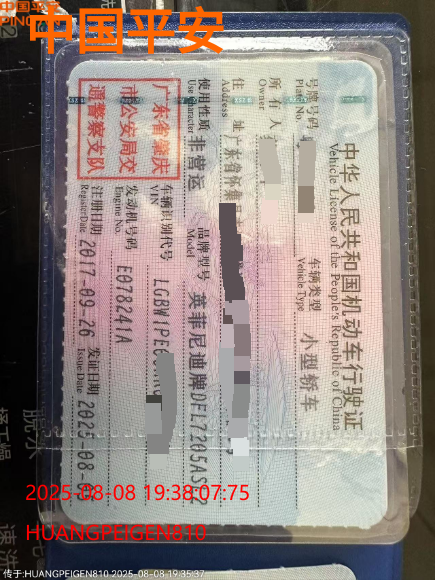 中国平安
中华人民共和国机动车行驶证
Vehicle License of the People's Republic of China
号牌号码
Plate No.
车辆类型 小型轿车
Vehicle Type
所有人
Owner
住址 广东省怀集
Address
使用性质 非营运
Use Character
品牌型号 英菲尼迪牌DFL7205AS
Model
广东省肇庆
市公安局交
通警察支队
车辆识别代号 LGBW1PE
VIN
发动机号码 E078241A
Engine No.
注册日期 2017-09-26
Register Date
发证日期 2025-08-
Issue Date
2025-08-08 19:38:07:75
HUANGPEIGEN810
传于:HUANGPEIGEN810 2025-08-08 19:35:37